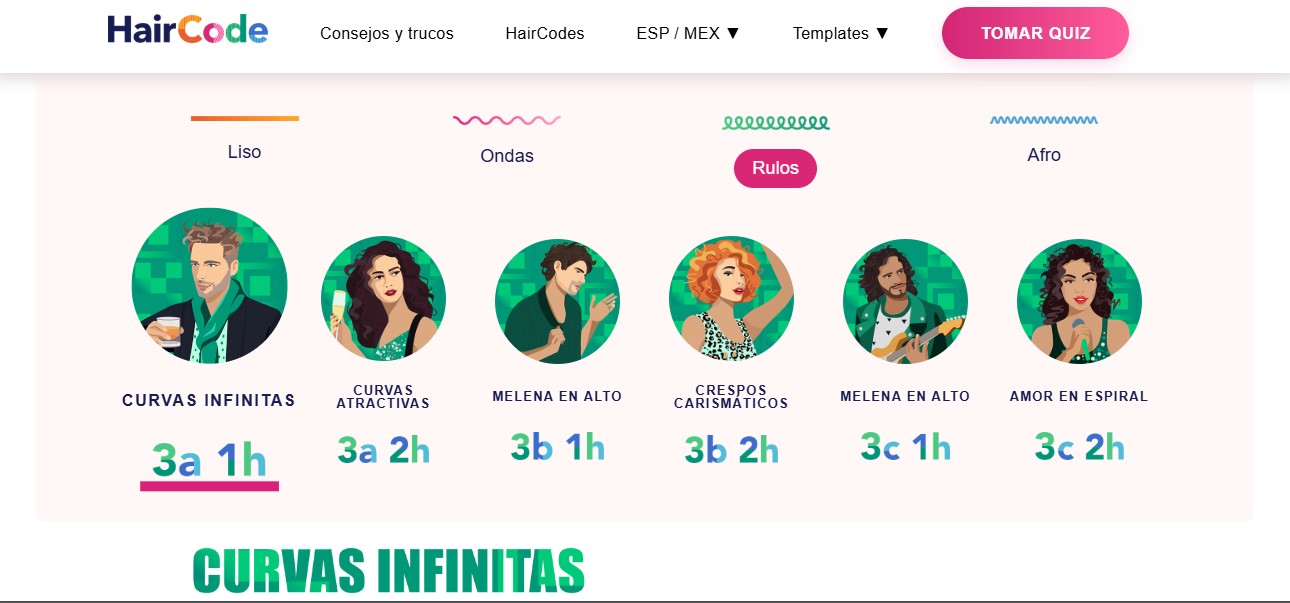 HairCode
Consejos y trucos
HairCodes
ESP / MEX ▼
Templates ▼
TOMAR QUIZ
Liso
Ondas
Rulos
Afro
CURVAS INFINITAS
CURVAS
ATRACTIVAS
MELENA EN ALTO
CRESPOS
CARISMÁTICOS
MELENA EN ALTO
AMOR EN ESPIRAL
3a 1h
3a 2h
3b 1h
3b 2h
3c 1h
3c 2h
CURVAS INFINITAS